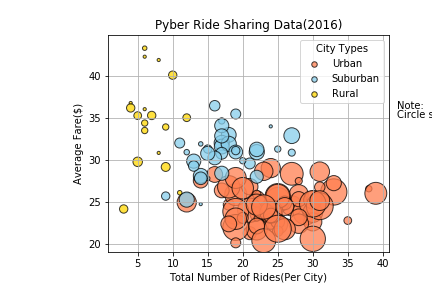 Pyber Ride Sharing Data(2016)
Average Fare($)
40
35
30
25
20
City Types
Urban
Suburban
Rural
Note:
Circle
0 5 10 15 20 25 30 35 40
Total Number of Rides(Per City)